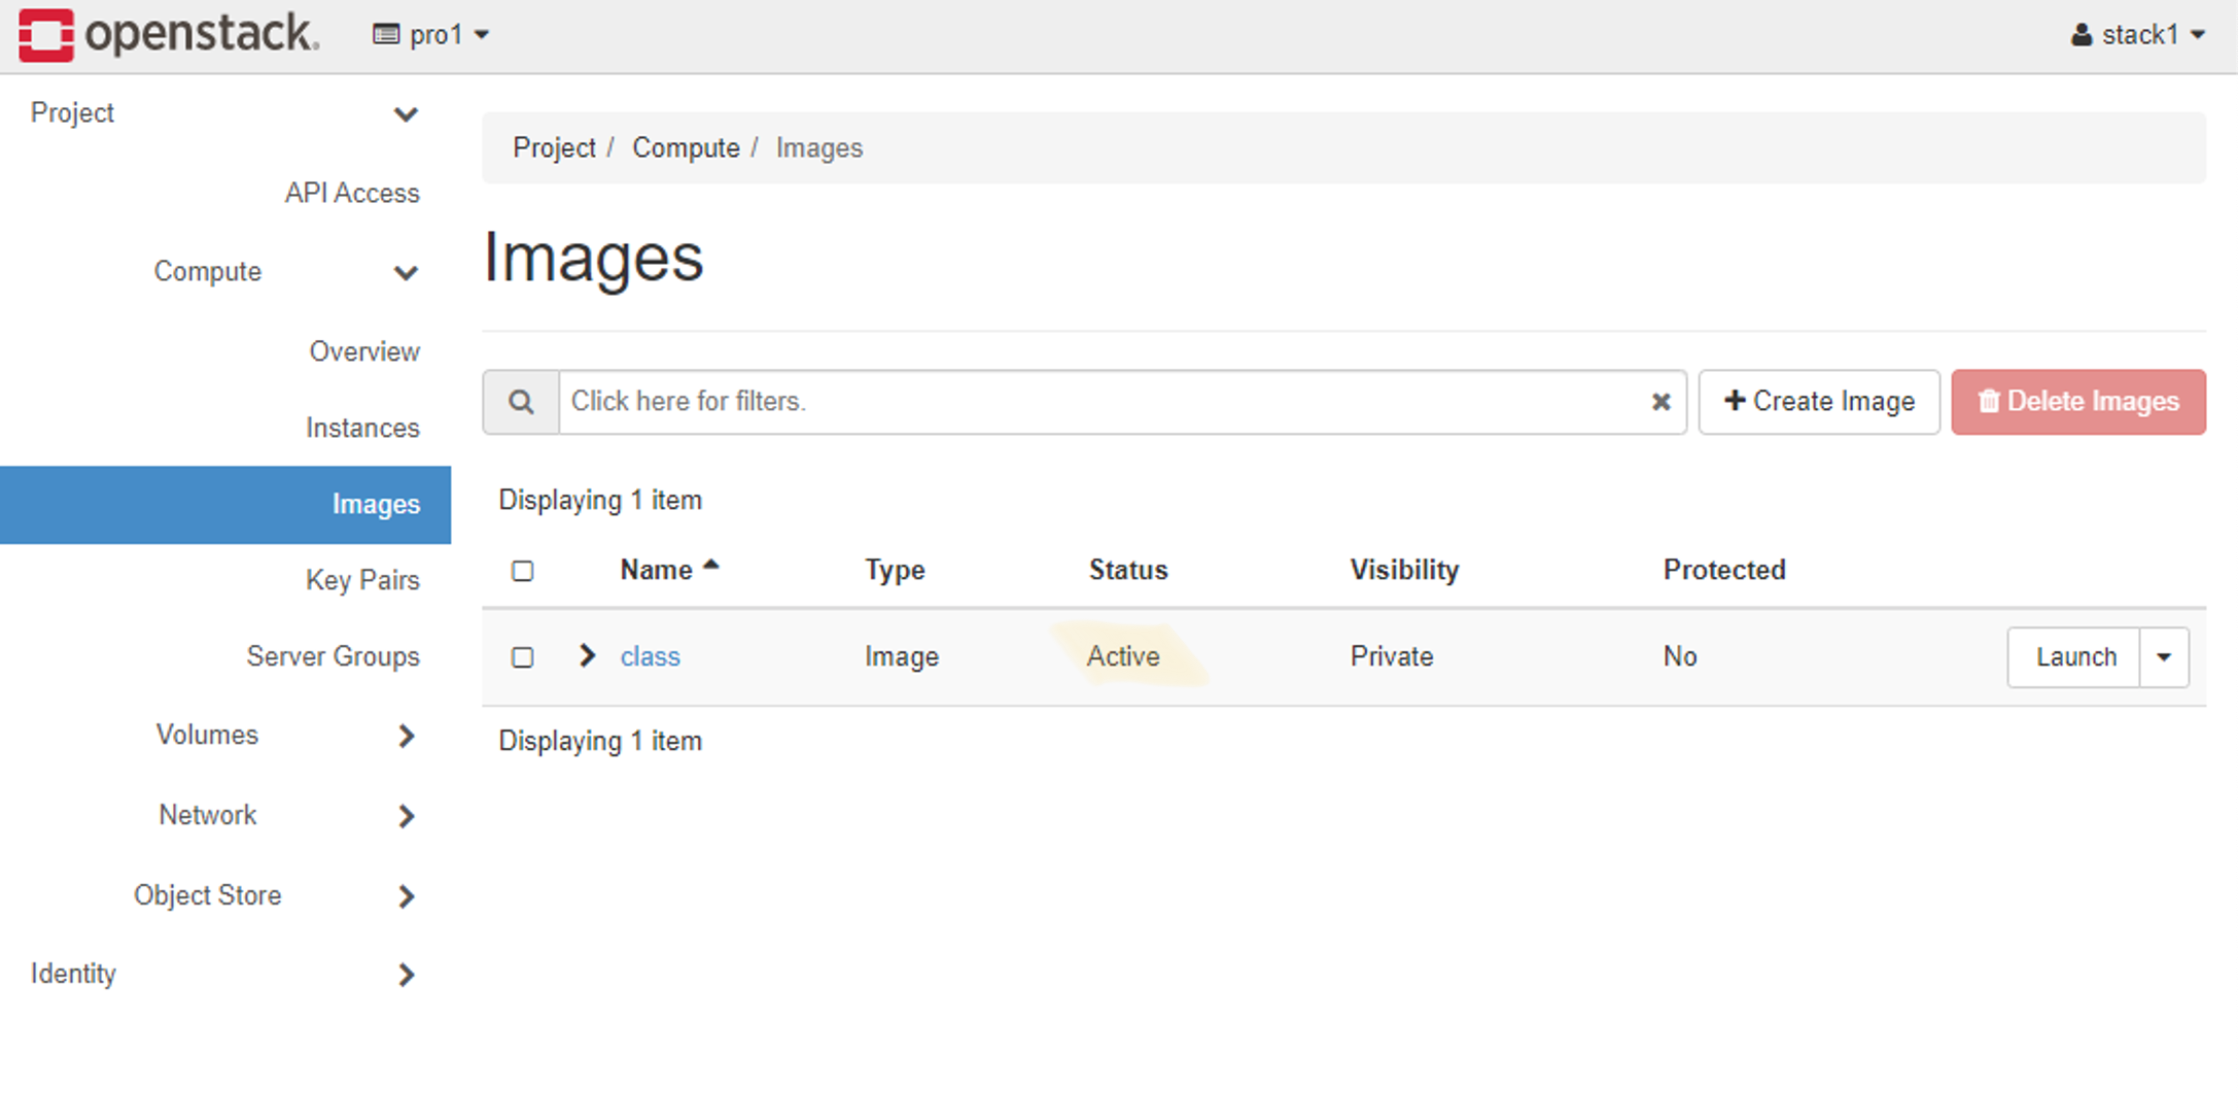 openstack. pro1 stack1
Project
API Access
Compute
Overview
Instances
Images
Key Pairs
Server Groups
Volumes
Network
Object Store
Identity
Project / Compute / Images
Images
Click here for filters. Create Image Delete Images
Displaying 1 item
Name Type Status Visibility Protected
class Image Active Private No Launch
Displaying 1 item